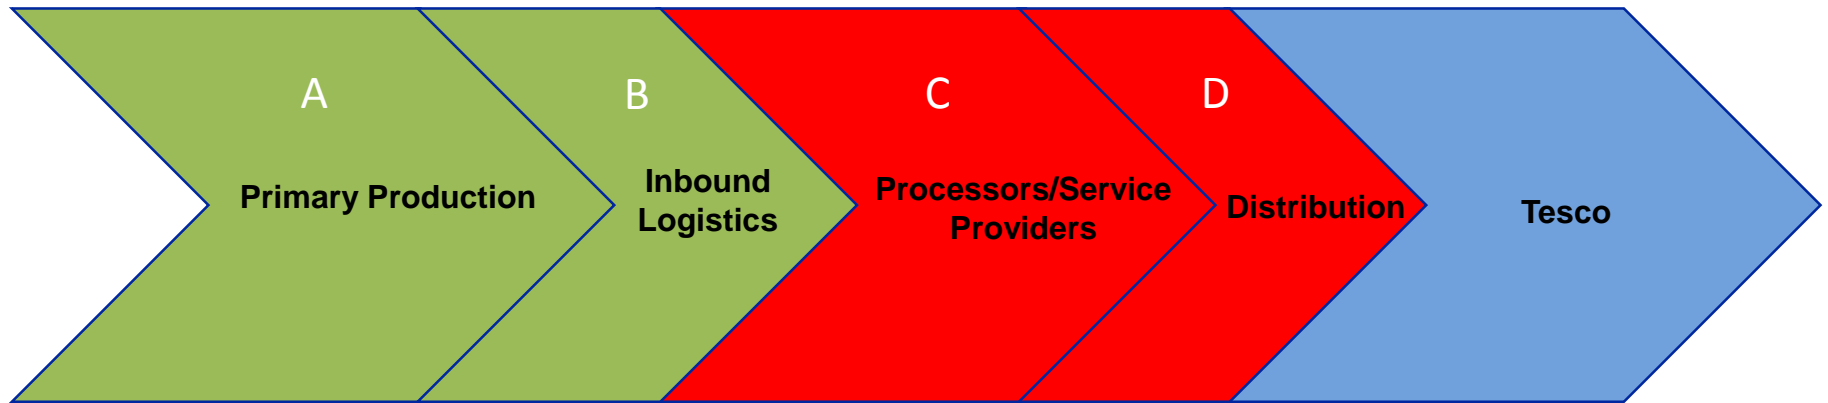 A
Primary Production
B
Inbound
Logistics
C
Processors/Service
Providers
D
Distribution
Tesco